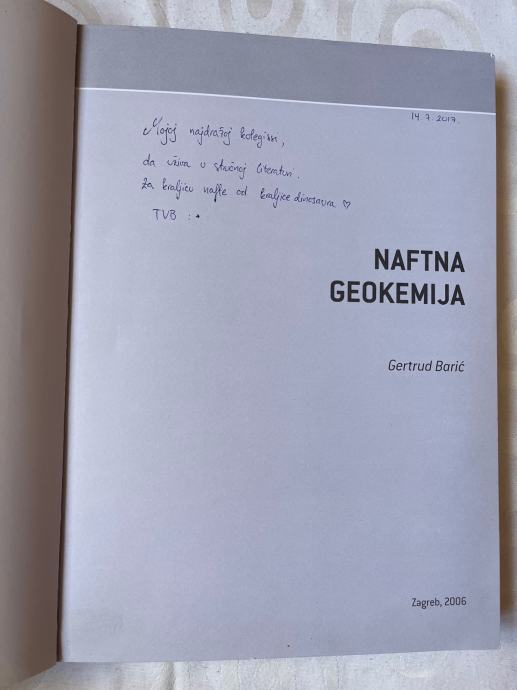 14.7.2017.
Mojoj najdražoj kolegici,
da uživa u stručnoj literaturi.
Za kraljicu nafte od kraljice dinosaura ♡
TVB :*
NAFTNA
GEOKEMIJA
Gertrud Barić
Zagreb, 2006